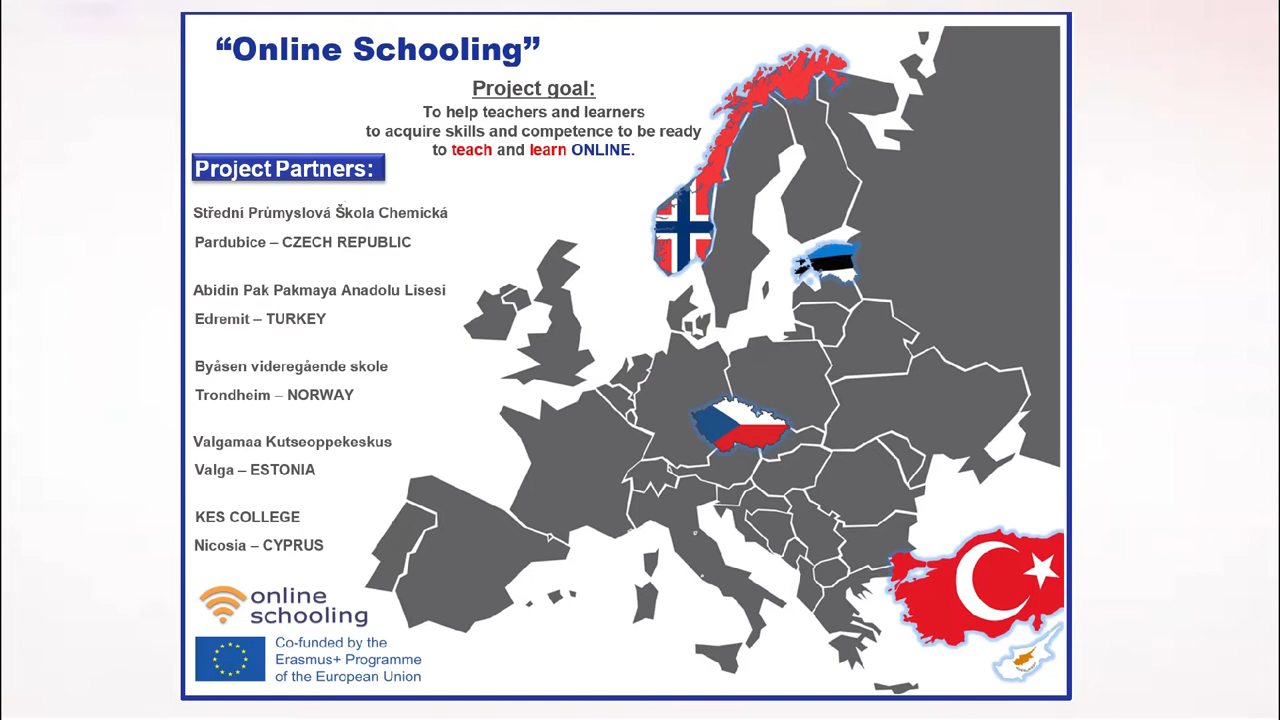 “Online Schooling”
Project goal:
To help teachers and learners
to acquire skills and competence to be ready
to teach and learn ONLINE.
Project Partners:
Střední Průmyslová Škola Chemická
Pardubice – CZECH REPUBLIC
Abidin Pak Pakmaya Anadolu Lisesi
Edremit – TURKEY
Byåsen videregående skole
Trondheim – NORWAY
Valgamaa Kutseoppekeskus
Valga – ESTONIA
KES COLLEGE
Nicosia – CYPRUS
online
schooling
Co-funded by the
Erasmus+ Programme
of the European Union